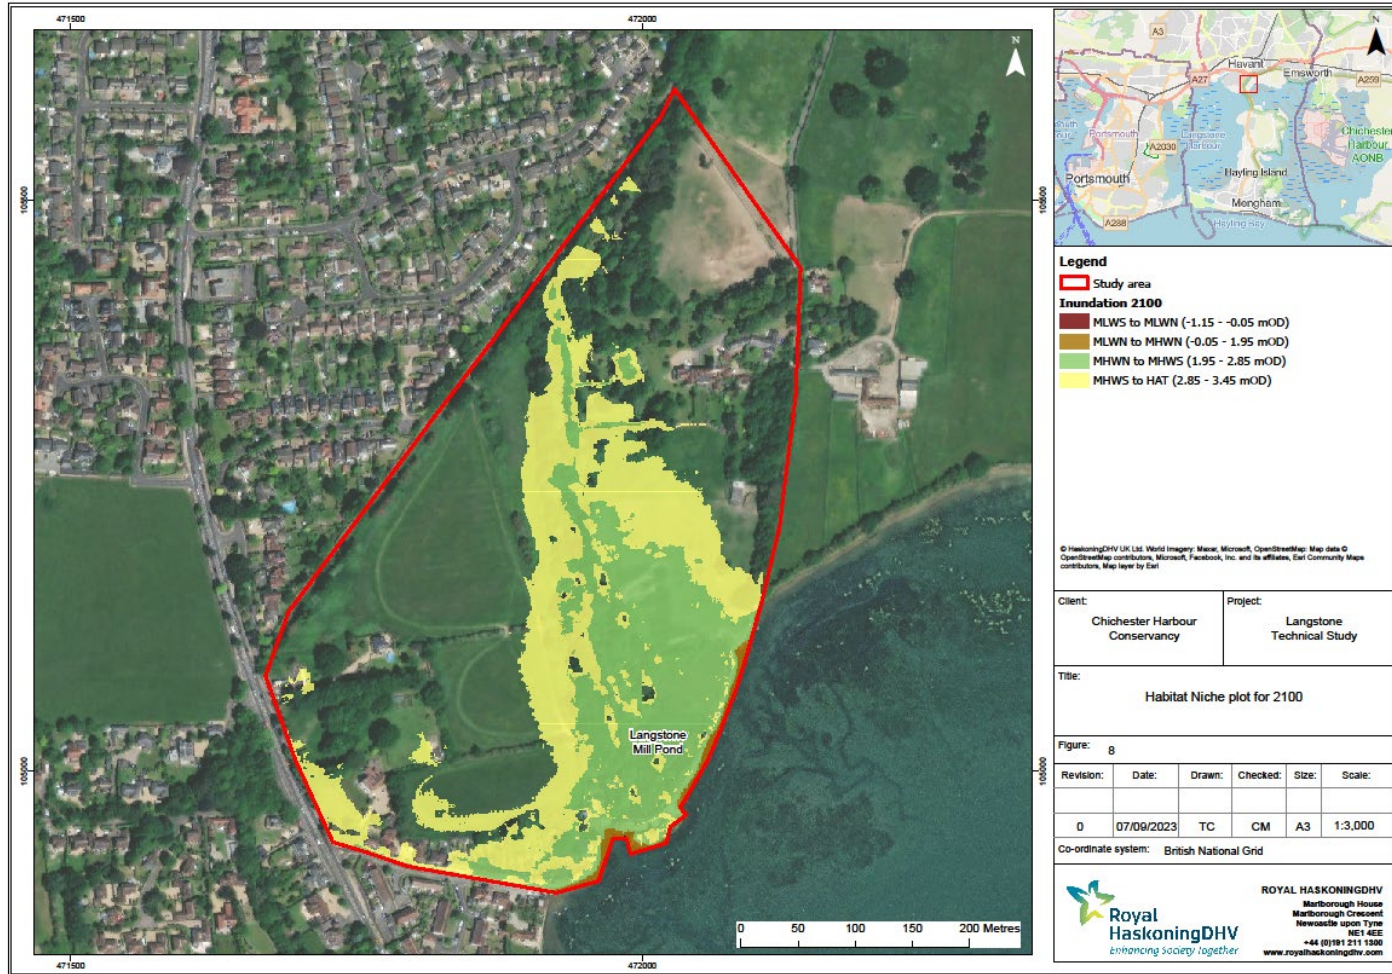 471500
472000
N
105500
105500
105000
105000
Langstone
Mill Pond
0 50 100 150 200 Metres
471500
472000
N
A3
Havant
A27
Emsworth
A259
Portsmouth
Langstone
Harbour
Chichester
Harbour
AONB
A2030
Portsmouth
Hayling Island
Mengham
A288
Hayling Bay
Legend
Study area
Inundation 2100
MLWS to MLWN (-1.15 - -0.05 mOD)
MLWN to MHWN (-0.05 - 1.95 mOD)
MHWN to MHWS (1.95 - 2.85 mOD)
MHWS to HAT (2.85 - 3.45 mOD)
© HaskoningDHV UK Ltd. World Imagery: Maxar, Microsoft, OpenStreetMap: Map data ©
OpenStreetMap contributors, Microsoft, Facebook, Inc. and its affiliates, Esri Community Maps
contributors, Map layer by Esri
Client:
Chichester Harbour
Conservancy
Project:
Langstone
Technical Study
Title:
Habitat Niche plot for 2100
Figure: 8
Revision: Date: Drawn: Checked: Size: Scale:
0 07/09/2023 TC CM A3 1:3,000
Co-ordinate system: British National Grid
Royal
HaskoningDHV
Enhancing Society Together
ROYAL HASKONINGDHV
Marlborough House
Marlborough Crescent
Newcastle upon Tyne
NE1 4EE
+44 (0)191 211 1300
www.royalhaskoningdhv.com